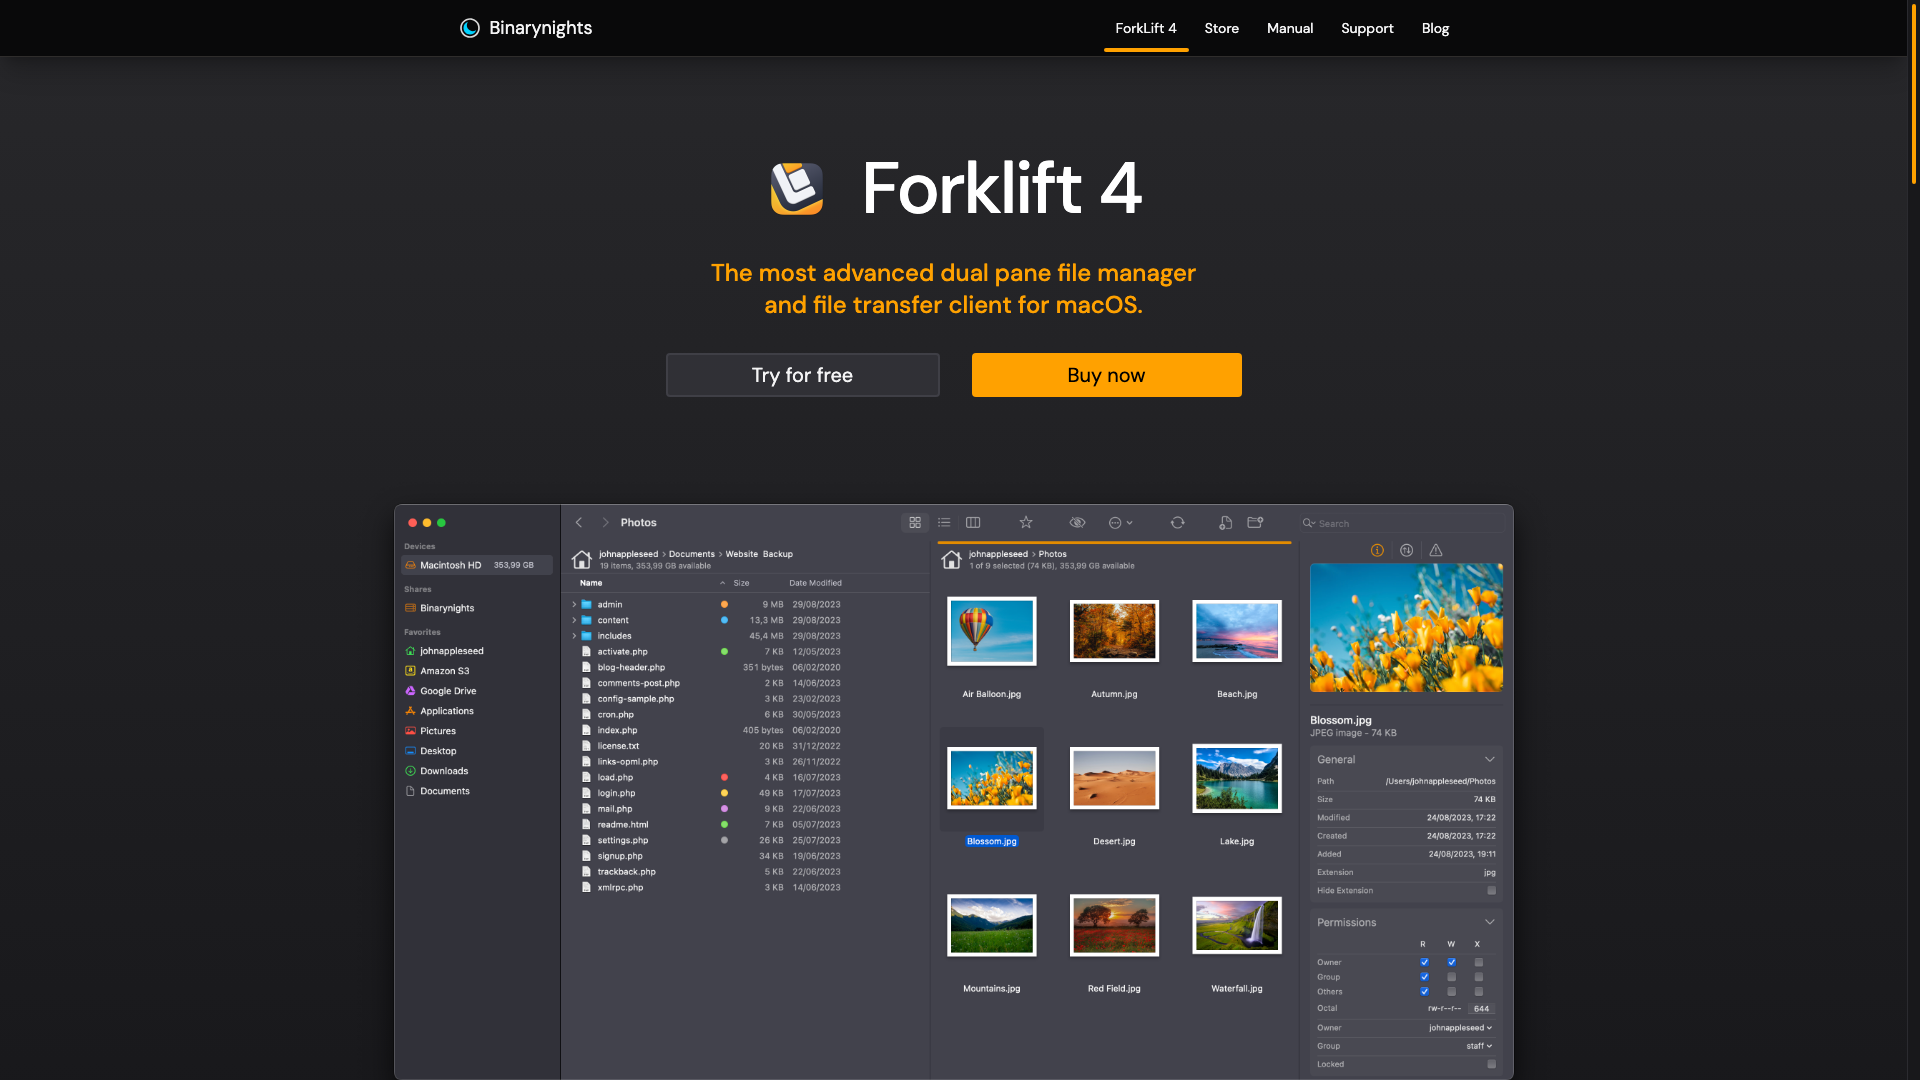 Binarynights
ForkLift 4
Store
Manual
Support
Blog
Forklift 4
The most advanced dual pane file manager
and file transfer client for macOS.
Try for free
Buy now
Photos
Search
Devices
Macintosh HD 353,99 GB
Shares
Binarynights
Favorites
johnappleseed
Amazon S3
Google Drive
Applications
Pictures
Desktop
Downloads
Documents
johnappleseed › Documents › Website Backup
19 items, 353,99 GB available
Name Size Date Modified
admin 9 MB 29/08/2023
content 13,3 MB 29/08/2023
includes 45,4 MB 29/08/2023
activate.php 7 KB 12/05/2023
blog-header.php 351 bytes 06/02/2020
comments-post.php 2 KB 14/06/2023
config-sample.php 3 KB 23/02/2023
cron.php 6 KB 30/05/2023
index.php 405 bytes 06/02/2020
license.txt 20 KB 31/12/2022
links-opml.php 3 KB 26/11/2022
load.php 4 KB 16/07/2023
login.php 49 KB 17/07/2023
mail.php 9 KB 22/06/2023
readme.html 7 KB 05/07/2023
settings.php 26 KB 25/07/2023
signup.php 34 KB 19/06/2023
trackback.php 5 KB 22/06/2023
xmlrpc.php 3 KB 14/06/2023
johnappleseed › Photos
1 of 9 selected (74 KB), 353,99 GB available
Air Balloon.jpg
Autumn.jpg
Beach.jpg
Blossom.jpg
Desert.jpg
Lake.jpg
Mountains.jpg
Red Field.jpg
Waterfall.jpg
Blossom.jpg
JPEG image - 74 KB
General
Path /Users/johnappleseed/Photos
Size 74 KB
Modified 24/08/2023, 17:22
Created 24/08/2023, 17:22
Added 24/08/2023, 19:11
Extension jpg
Hide Extension
Permissions
R W X
Owner
Group
Others
Octal rw-r--r-- 644
Owner johnappleseed
Group staff
Locked